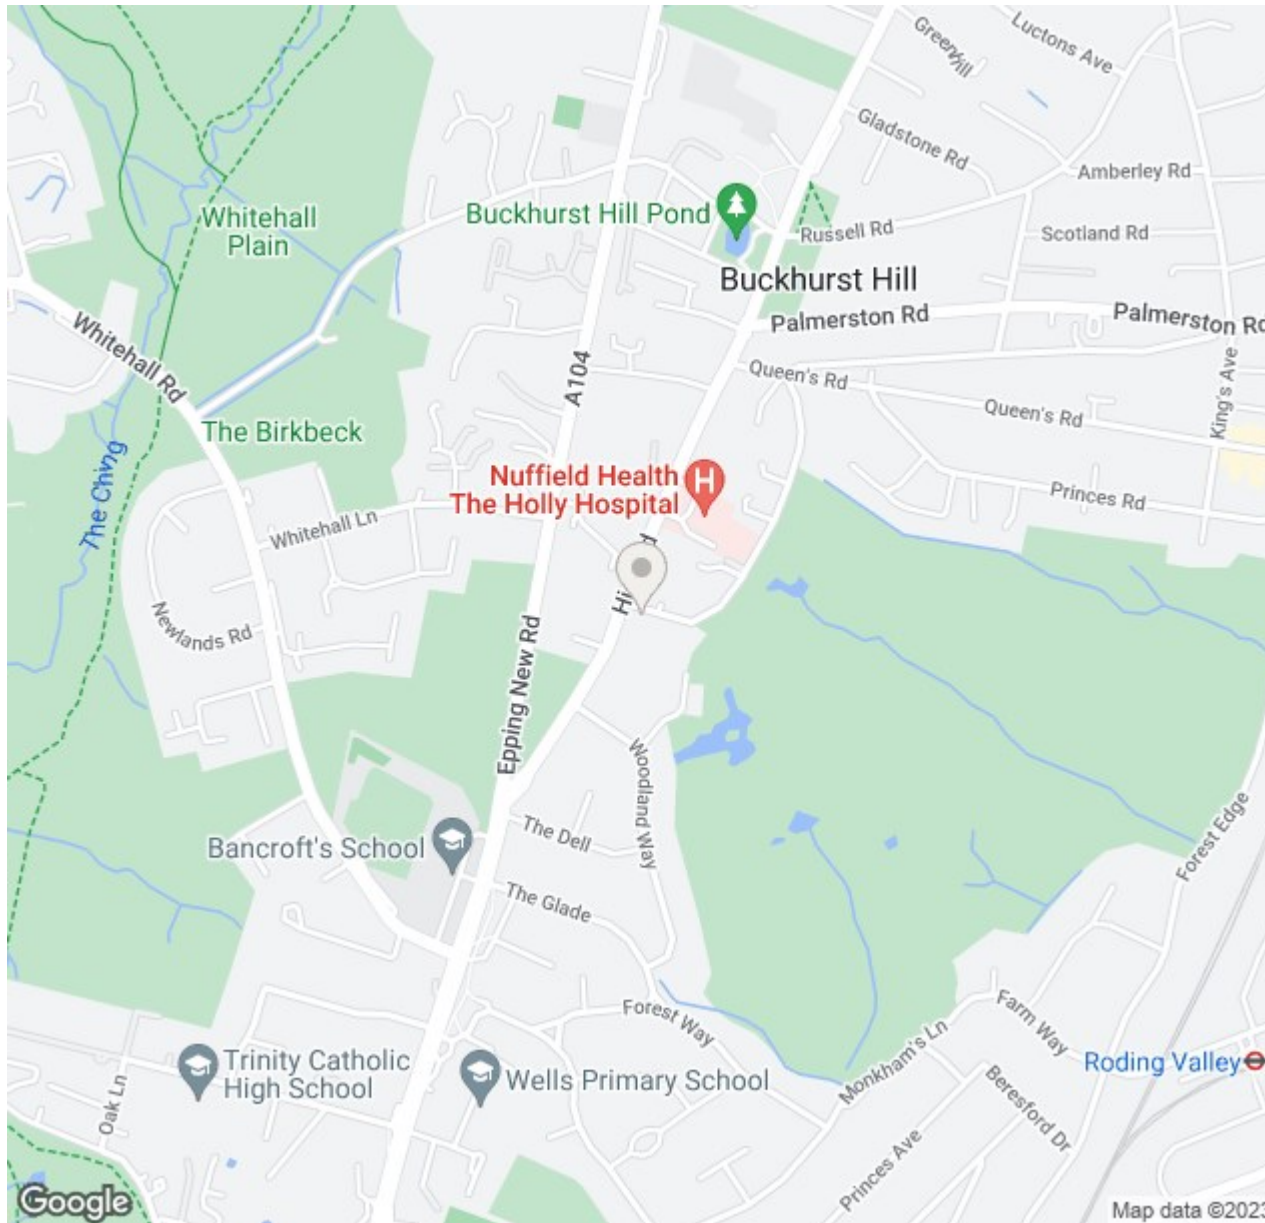 Luctons Ave
Green
Hill
Gladstone Rd
Amberley Rd
Whitehall
Plain
Buckhurst Hill Pond
Russell Rd
Scotland Rd
Buckhurst Hill
Palmerston Rd
Palmerston Rd
Whitehall Rd
A104
Queen's Rd
King's Ave
Queen's Rd
The Birkbeck
The Ching
Nuffield Health
The Holly Hospital
H
Princes Rd
Whitehall Ln
Newlands Rd
Epping New Rd
Woodland Way
The Dell
Bancroft's School
Forest Edge
The Glade
Forest Way
Farm Way
Monkham's Ln
Roding Valley
Trinity Catholic
High School
Wells Primary School
Oak Ln
Beresford Dr
Princes Ave
Google
Map data ©2023